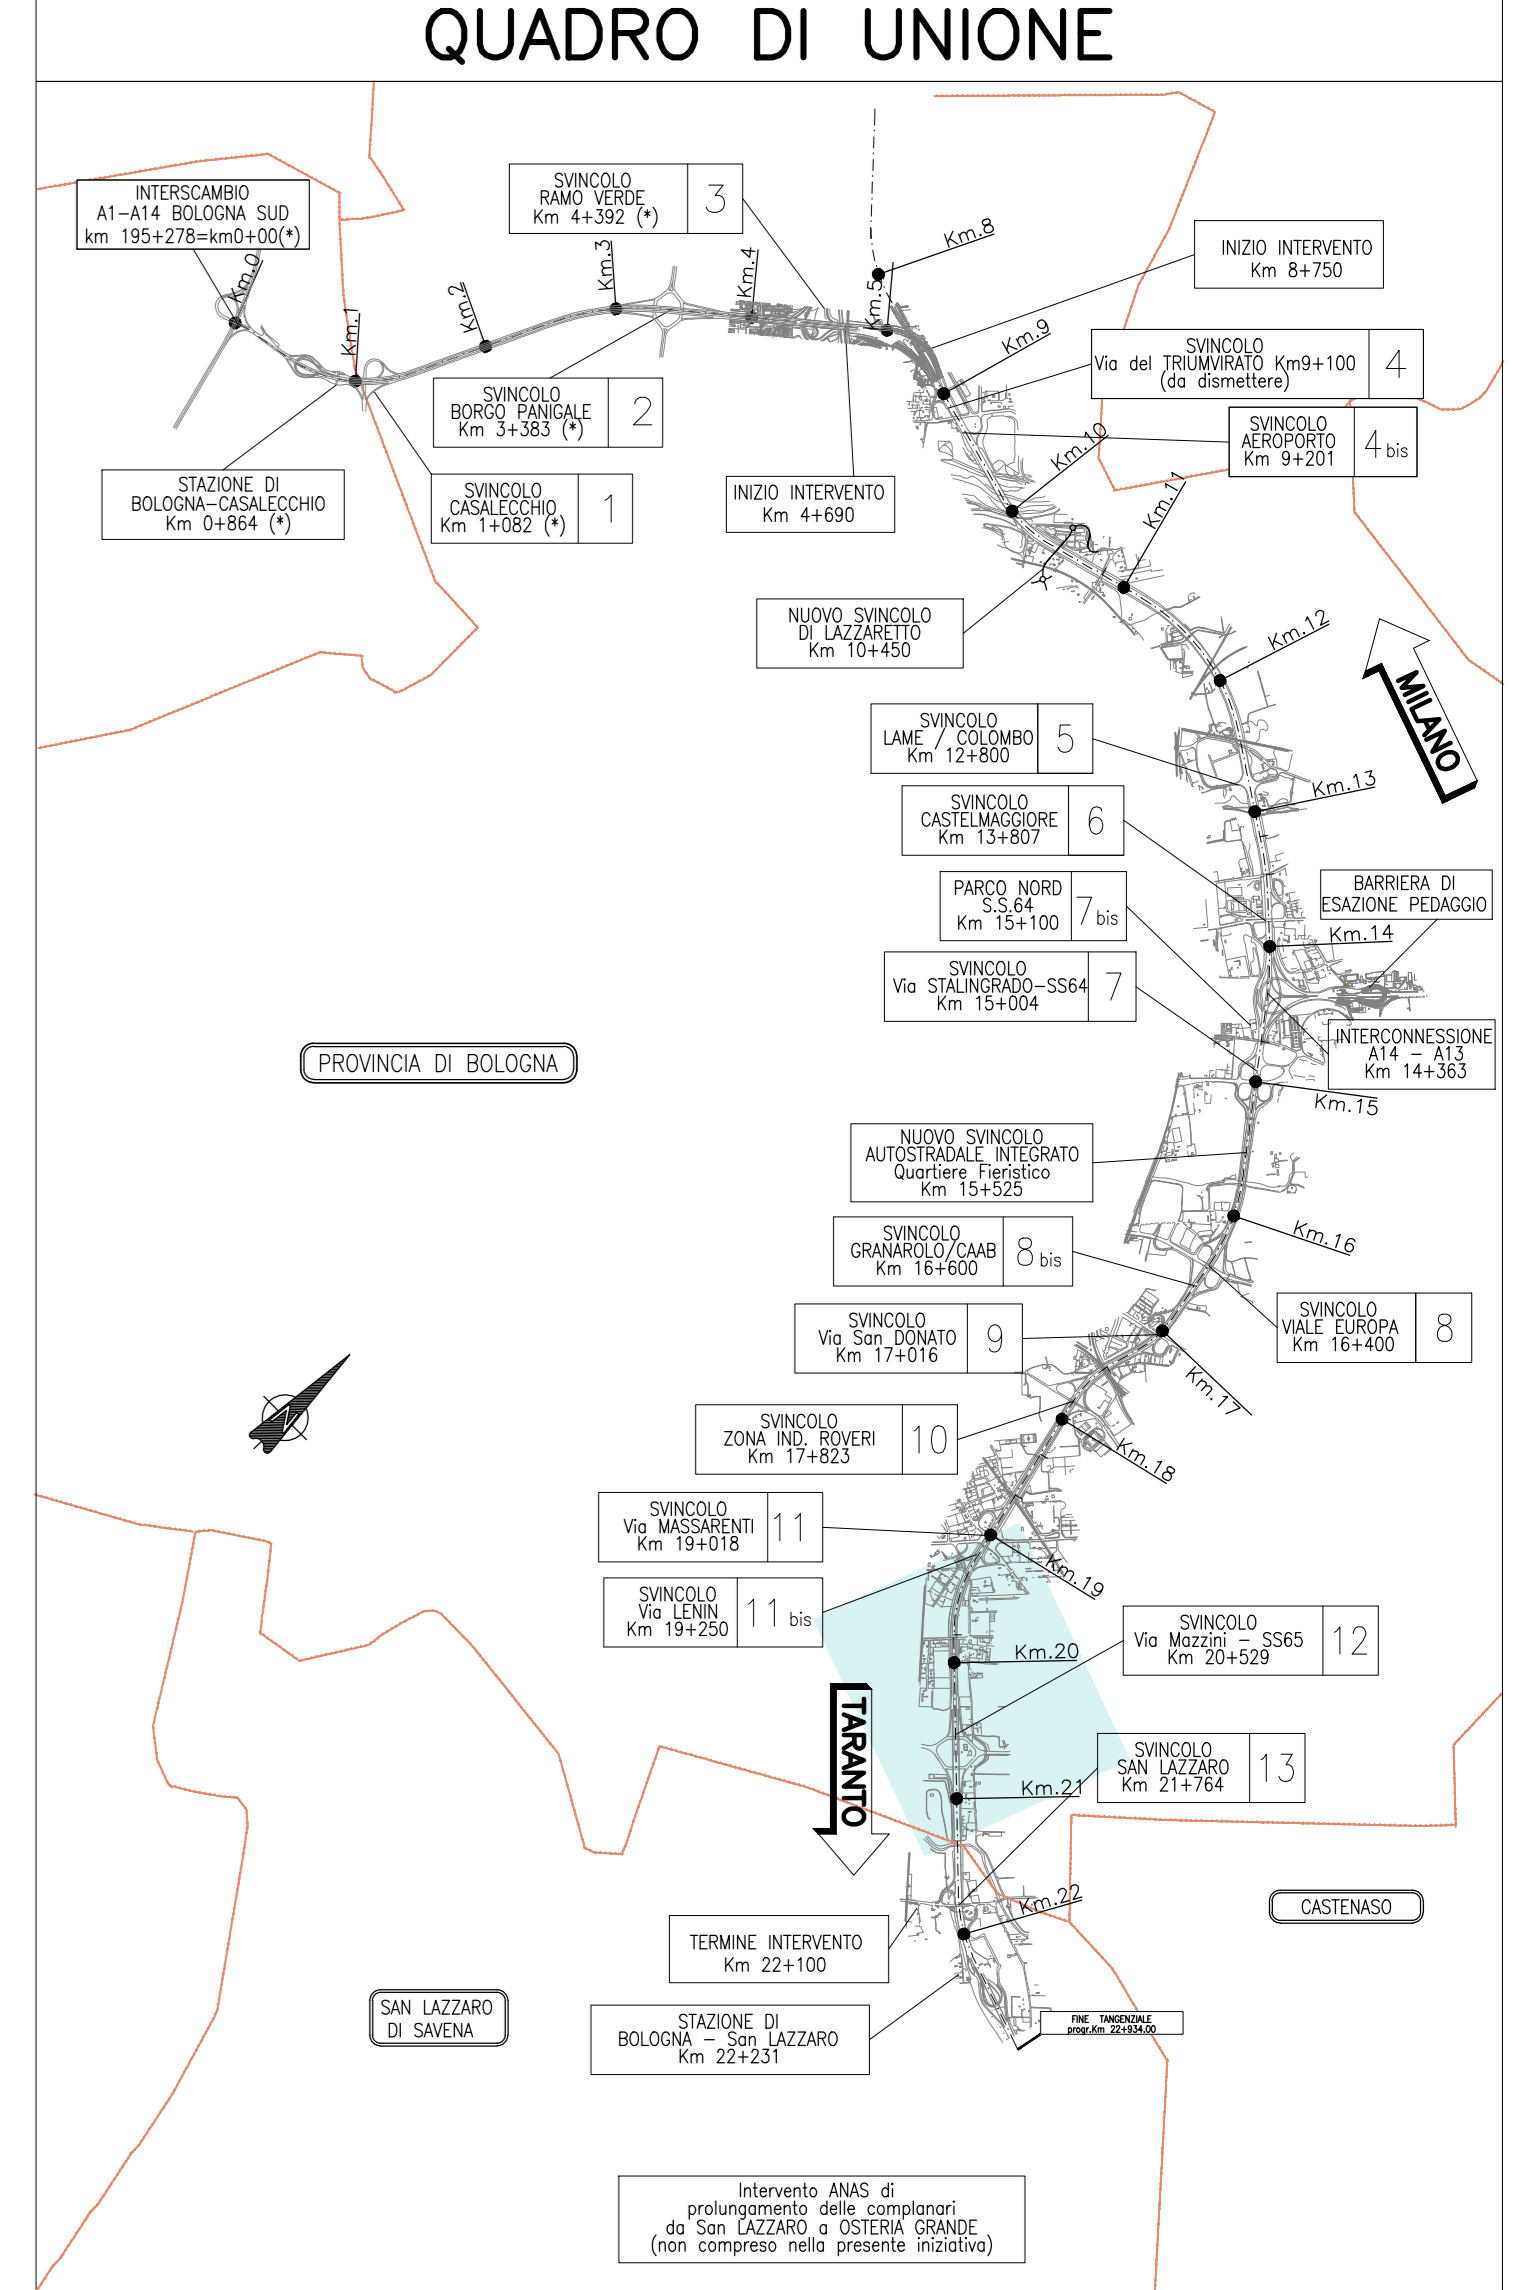 QUADRO DI UNIONE
INTERSCAMBIO
A1-A14 BOLOGNA SUD
km 195+278=km0+00(*)
SVINCOLO
RAMO VERDE
Km 4+392 (*)
3
INIZIO INTERVENTO
Km 8+750
Km.0
Km.1
Km.2
Km.3
Km.4
Km.5
Km.8
Km.9
SVINCOLO
Via del TRIUMVIRATO Km9+100
(da dismettere)
4
SVINCOLO
BORGO PANIGALE
Km 3+383 (*)
2
SVINCOLO
AEROPORTO
Km 9+201
4 bis
Km.10
STAZIONE DI
BOLOGNA-CASALECCHIO
Km 0+864 (*)
SVINCOLO
CASALECCHIO
Km 1+082 (*)
1
INIZIO INTERVENTO
Km 4+690
Km.11
NUOVO SVINCOLO
DI LAZZARETTO
Km 10+450
Km.12
MILANO
SVINCOLO
LAME / COLOMBO
Km 12+800
5
Km.13
SVINCOLO
CASTELMAGGIORE
Km 13+807
6
PARCO NORD
S.S.64
Km 15+100
7 bis
BARRIERA DI
ESAZIONE PEDAGGIO
Km.14
SVINCOLO
Via STALINGRADO-SS64
Km 15+004
7
INTERCONNESSIONE
A14 - A13
Km 14+363
PROVINCIA DI BOLOGNA
Km.15
NUOVO SVINCOLO
AUTOSTRADALE INTEGRATO
Quartiere Fieristico
Km 15+525
Km.16
SVINCOLO
GRANAROLO/CAAB
Km 16+600
8 bis
SVINCOLO
VIALE EUROPA
Km 16+400
8
SVINCOLO
Via San DONATO
Km 17+016
9
Km.17
SVINCOLO
ZONA IND. ROVERI
Km 17+823
10
Km.18
SVINCOLO
Via MASSARENTI
Km 19+018
11
Km.19
SVINCOLO
Via LENIN
Km 19+250
11 bis
SVINCOLO
Via Mazzini - SS65
Km 20+529
12
Km.20
TARANTO
SVINCOLO
SAN LAZZARO
Km 21+764
13
Km.21
Km.22
CASTENASO
TERMINE INTERVENTO
Km 22+100
SAN LAZZARO
DI SAVENA
STAZIONE DI
BOLOGNA - San LAZZARO
Km 22+231
FINE TANGENZIALE
progr.Km 22+934.00
Intervento ANAS di
prolungamento delle complanari
da San LAZZARO a OSTERIA GRANDE
(non compreso nella presente iniziativa)